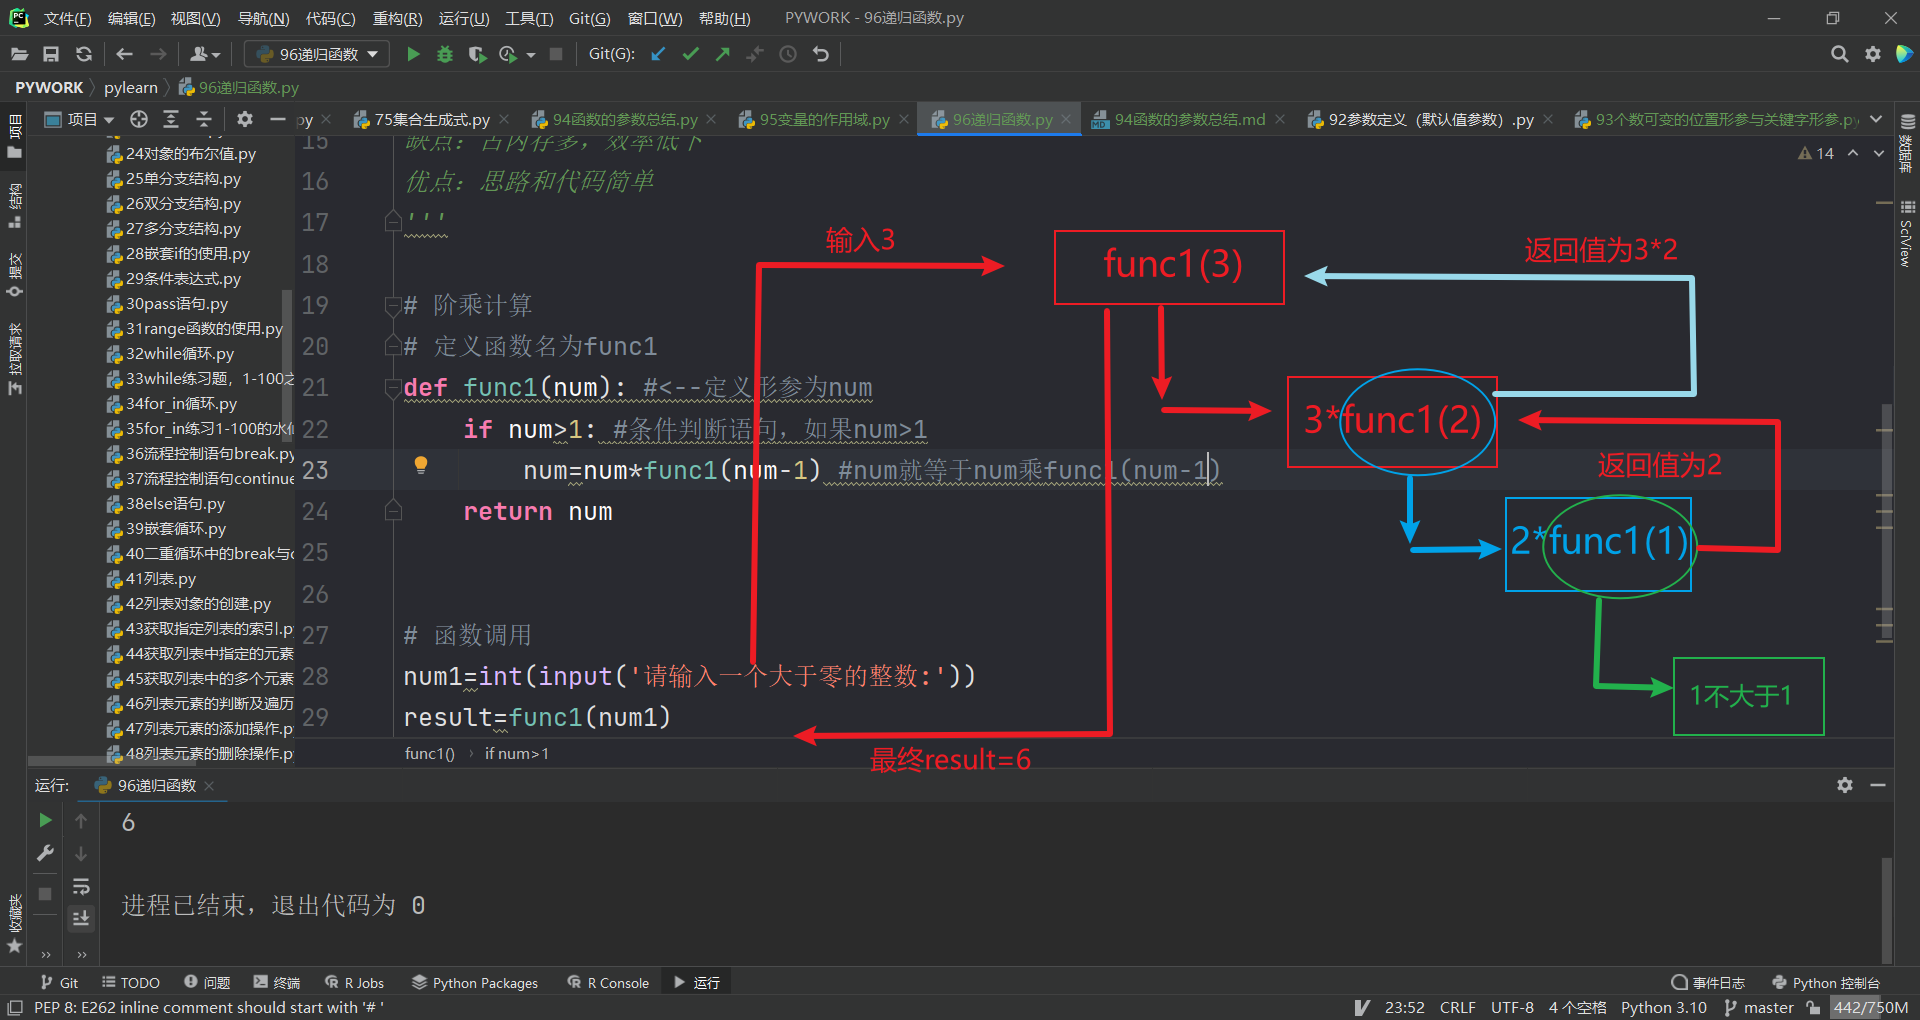 文件(F) 编辑(E) 视图(V) 导航(N) 代码(C) 重构(R) 运行(U) 工具(T) Git(G) 窗口(W) 帮助(H) PYWORK - 96递归函数.py
96递归函数 Git(G):
PYWORK pylearn 96递归函数.py
项目 py 75集合生成式.py 94函数的参数总结.py 95变量的作用域.py 96递归函数.py 94函数的参数总结.md 92参数定义（默认值参数）.py 93个数可变的位置形参与关键字形参.py
项目
结构
提交
拉取请求
收藏夹
数据库
SciView
24对象的布尔值.py
25单分支结构.py
26双分支结构.py
27多分支结构.py
28嵌套if的使用.py
29条件表达式.py
30pass语句.py
31range函数的使用.py
32while循环.py
33while练习题，1-100之
34for_in循环.py
35for_in练习1-100的水仙
36流程控制语句break.py
37流程控制语句continue
38else语句.py
39嵌套循环.py
40二重循环中的break与c
41列表.py
42列表对象的创建.py
43获取指定列表的索引.py
44获取列表中指定的元素
45获取列表中的多个元素
46列表元素的判断及遍历
47列表元素的添加操作.py
48列表元素的删除操作.py
14
15 缺点：占内存多，效率低下
16 优点：思路和代码简单
17 '''
18
19 # 阶乘计算
20 # 定义函数名为func1
21 def func1(num): #<--定义形参为num
22 if num>1: #条件判断语句，如果num>1
23 num=num*func1(num-1) #num就等于num乘func1(num-1)
24 return num
25
26
27 # 函数调用
28 num1=int(input('请输入一个大于零的整数:'))
29 result=func1(num1)
func1() › if num>1
输入3
func1(3)
返回值为3*2
3*func1(2)
返回值为2
2*func1(1)
1不大于1
最终result=6
运行: 96递归函数
6
进程已结束，退出代码为 0
Git TODO 问题 终端 R Jobs Python Packages R Console 运行 事件日志 Python 控制台
PEP 8: E262 inline comment should start with '# ' 23:52 CRLF UTF-8 4 个空格 Python 3.10 master 442/750M